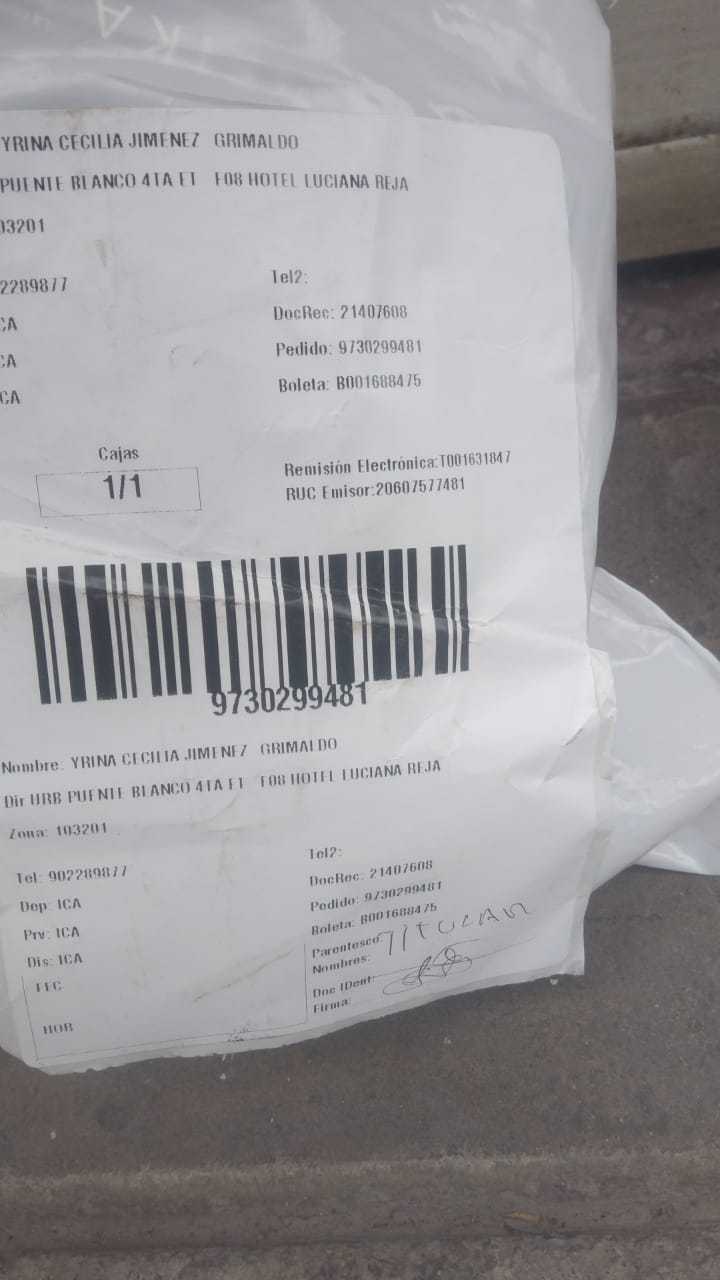 YRINA CECILIA JIMENEZ GRIMALDO
PUENTE BLANCO 4TA ET F08 HOTEL LUCIANA REJA
03201
2289877
Tel2:
CA
DocRec: 21407608
CA
Pedido: 9730299481
CA
Boleta: B001688475
Cajas
1/1
Remisión Electrónica:T001631847
RUC Emisor:20607577481
9730299481
Nombre: YRINA CECILIA JIMENEZ GRIMALDO
Dir URB PUENTE BLANCO 4TA ET F08 HOTEL LUCIANA REJA
Zona: 103201
Tel: 902289877
Tel2:
Dep: ICA
DocRec: 21407608
Prv: ICA
Pedido: 9730299481
Dis: ICA
Boleta: B001688475
Parentesco: TITULAR
Nombres:
FEC
Doc IDent:
Firma:
HOR